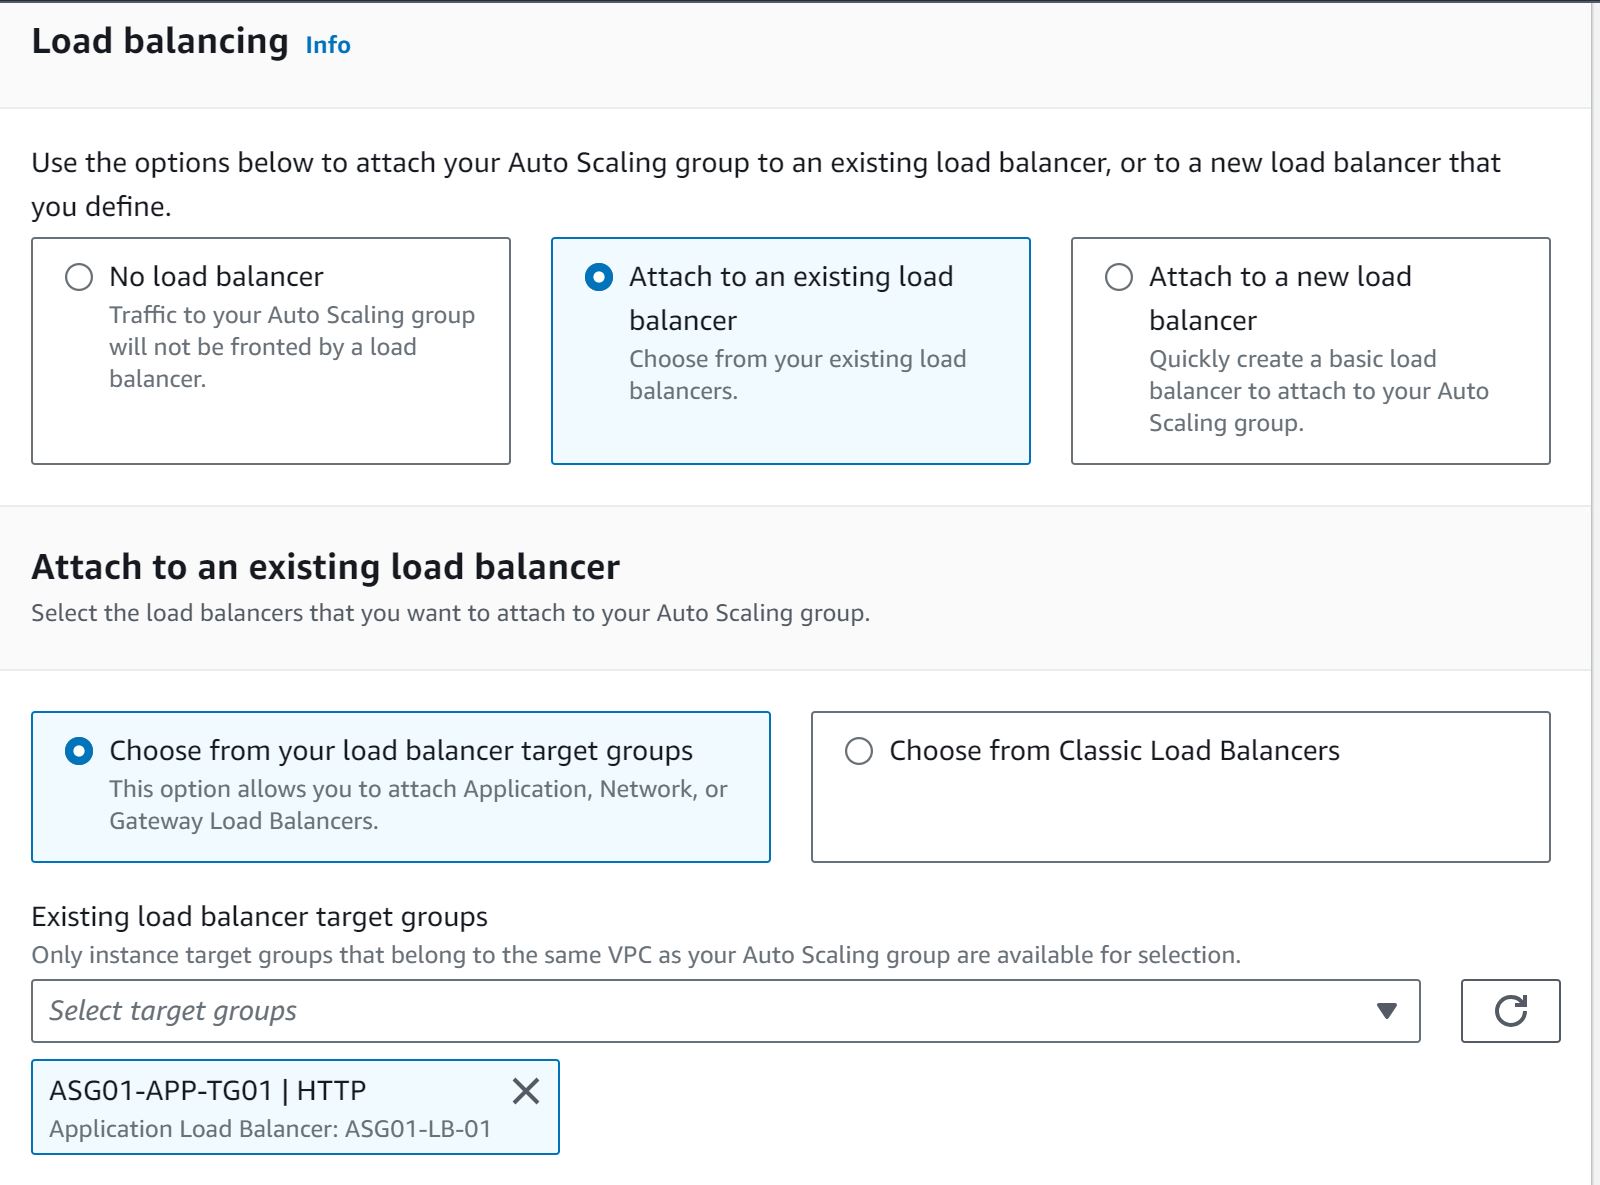 Load balancing Info
Use the options below to attach your Auto Scaling group to an existing load balancer, or to a new load balancer that
you define.
No load balancer
Traffic to your Auto Scaling group
will not be fronted by a load
balancer.
Attach to an existing load
balancer
Choose from your existing load
balancers.
Attach to a new load
balancer
Quickly create a basic load
balancer to attach to your Auto
Scaling group.
Attach to an existing load balancer
Select the load balancers that you want to attach to your Auto Scaling group.
Choose from your load balancer target groups
This option allows you to attach Application, Network, or
Gateway Load Balancers.
Choose from Classic Load Balancers
Existing load balancer target groups
Only instance target groups that belong to the same VPC as your Auto Scaling group are available for selection.
Select target groups
ASG01-APP-TG01 | HTTP
Application Load Balancer: ASG01-LB-01